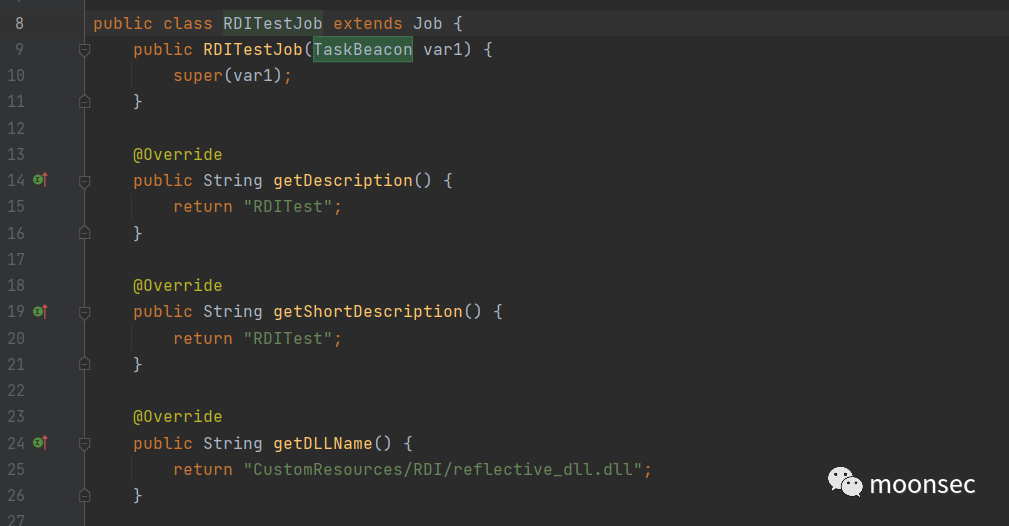 8 public class RDITestJob extends Job {
9 public RDITestJob(TaskBeacon var1) {
10 super(var1);
11 }
12
13 @Override
14 public String getDescription() {
15 return "RDITest";
16 }
17
18 @Override
19 public String getShortDescription() {
20 return "RDITest";
21 }
22
23 @Override
24 public String getDLLName() {
25 return "CustomResources/RDI/reflective_dll.dll";
26 }
27
moonsec